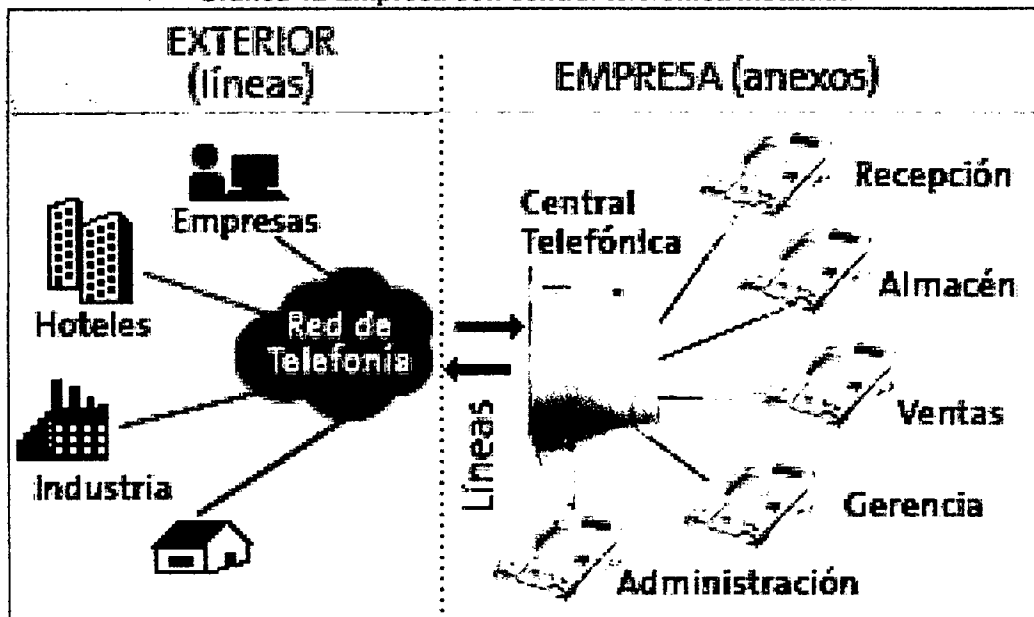 EXTERIOR
(líneas)
EMPRESA (anexos)
Empresas
Hoteles
Red de
Telefonía
Industria
Líneas
Central
Telefónica
Recepción
Almacén
Ventas
Gerencia
Administración